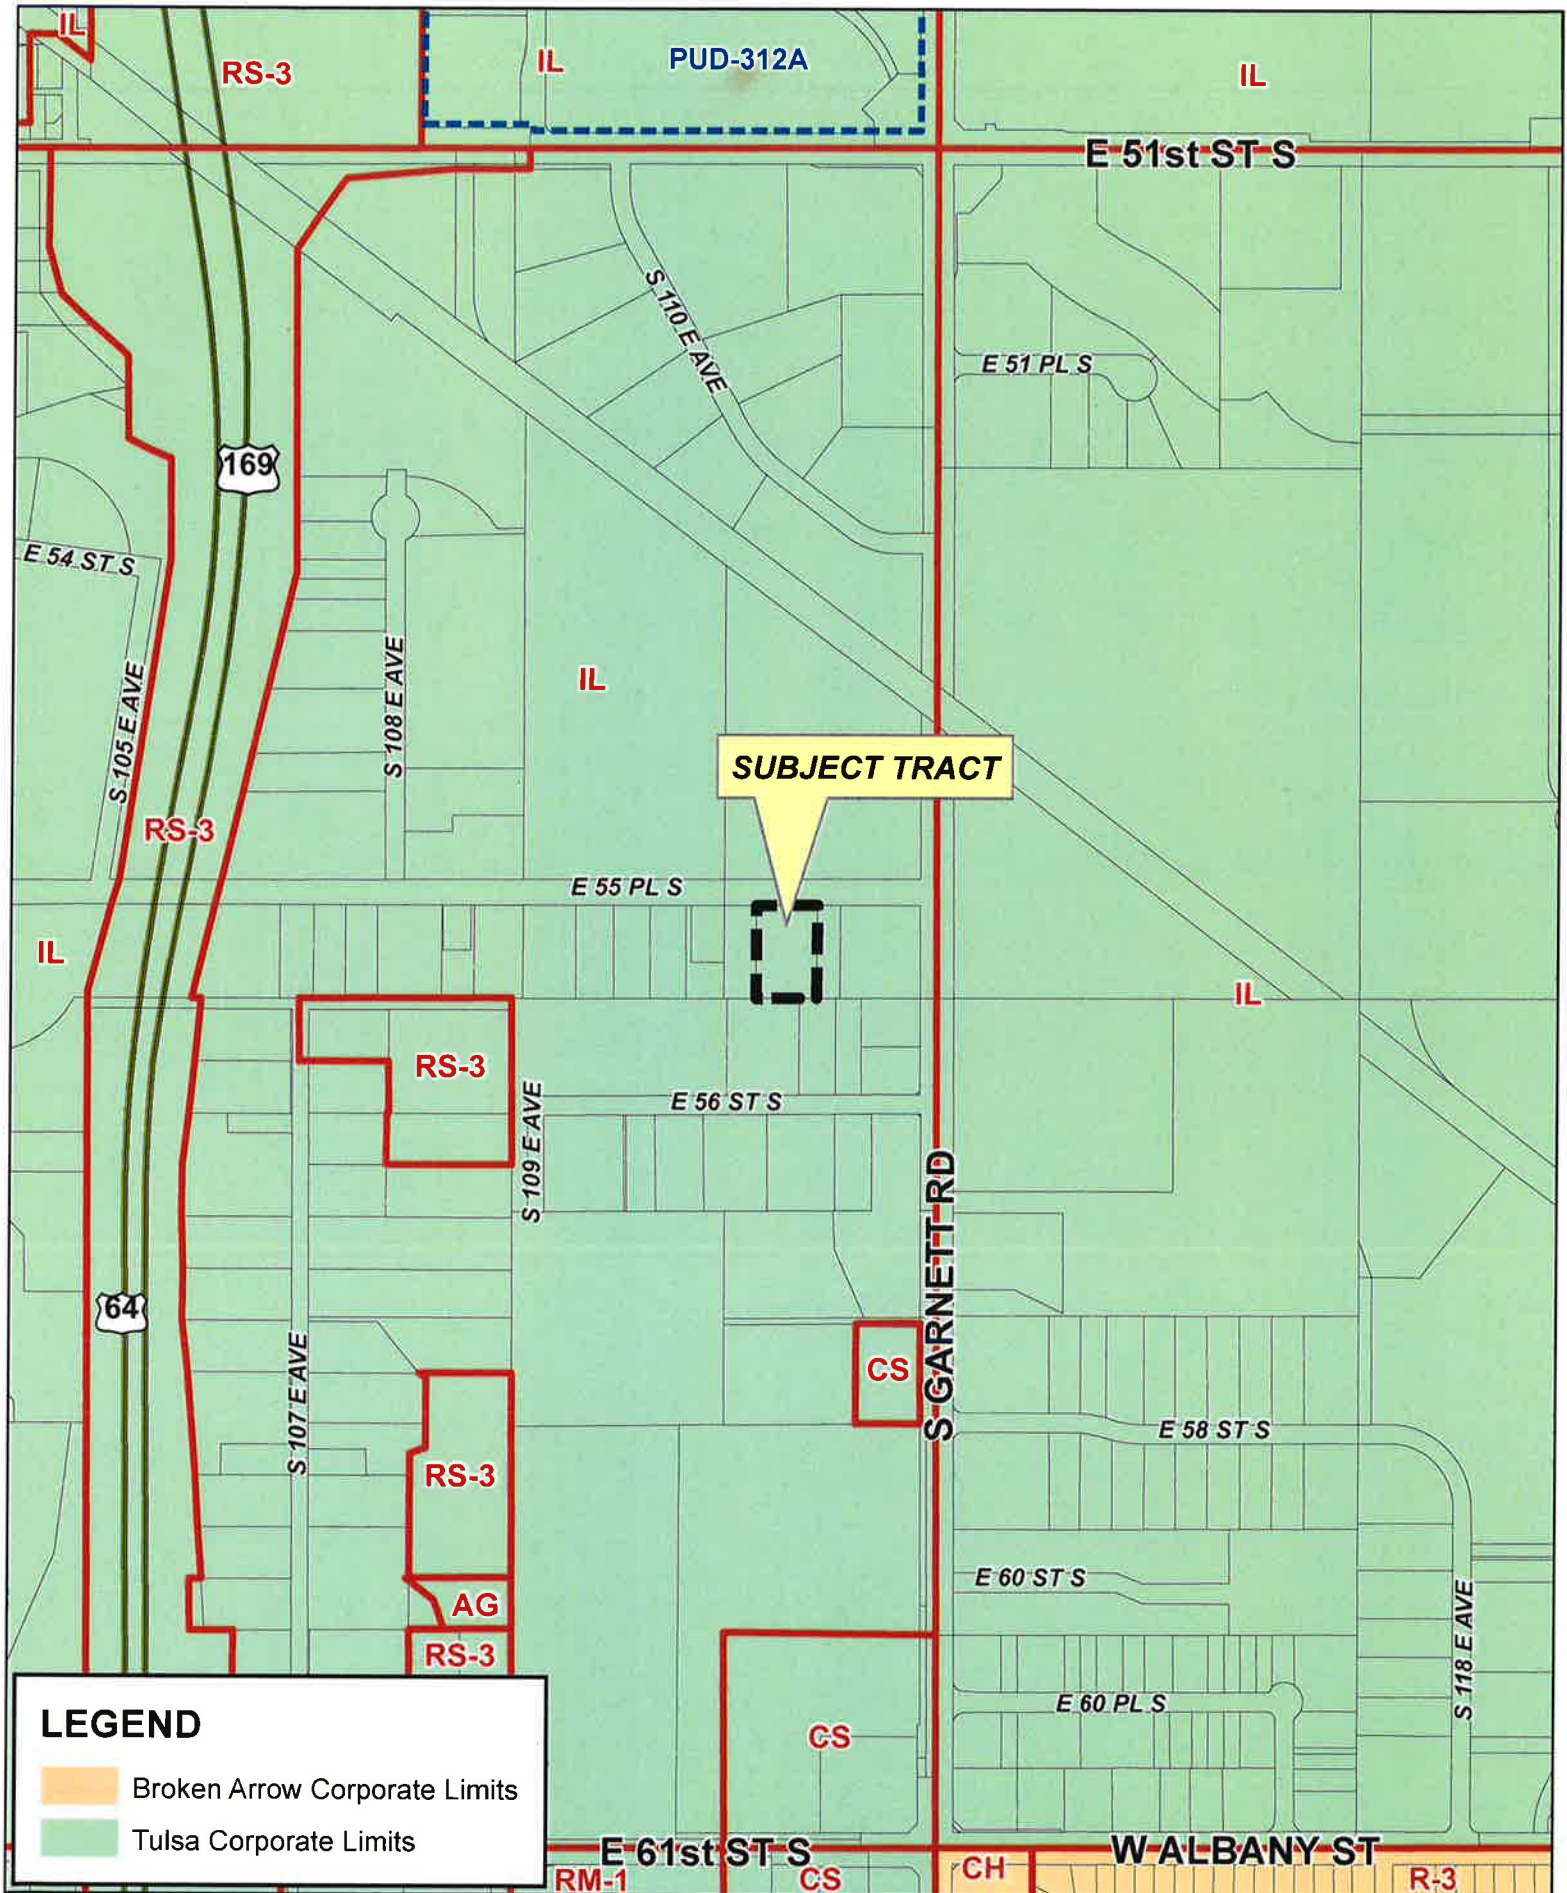 IL
RS-3
IL
PUD-312A
IL
E 51st ST S
S 110 E AVE
E 51 PL S
169
E 54 ST S
S 105 E AVE
S 108 E AVE
IL
SUBJECT TRACT
RS-3
E 55 PL S
IL
IL
RS-3
S 109 E AVE
E 56 ST S
S GARNETT RD
64
S 107 E AVE
CS
E 58 ST S
RS-3
AG
E 60 ST S
S 118 E AVE
RS-3
E 60 PL S
CS
LEGEND
Broken Arrow Corporate Limits
Tulsa Corporate Limits
E 61st ST S
W ALBANY ST
RM-1
CS
CH
R-3